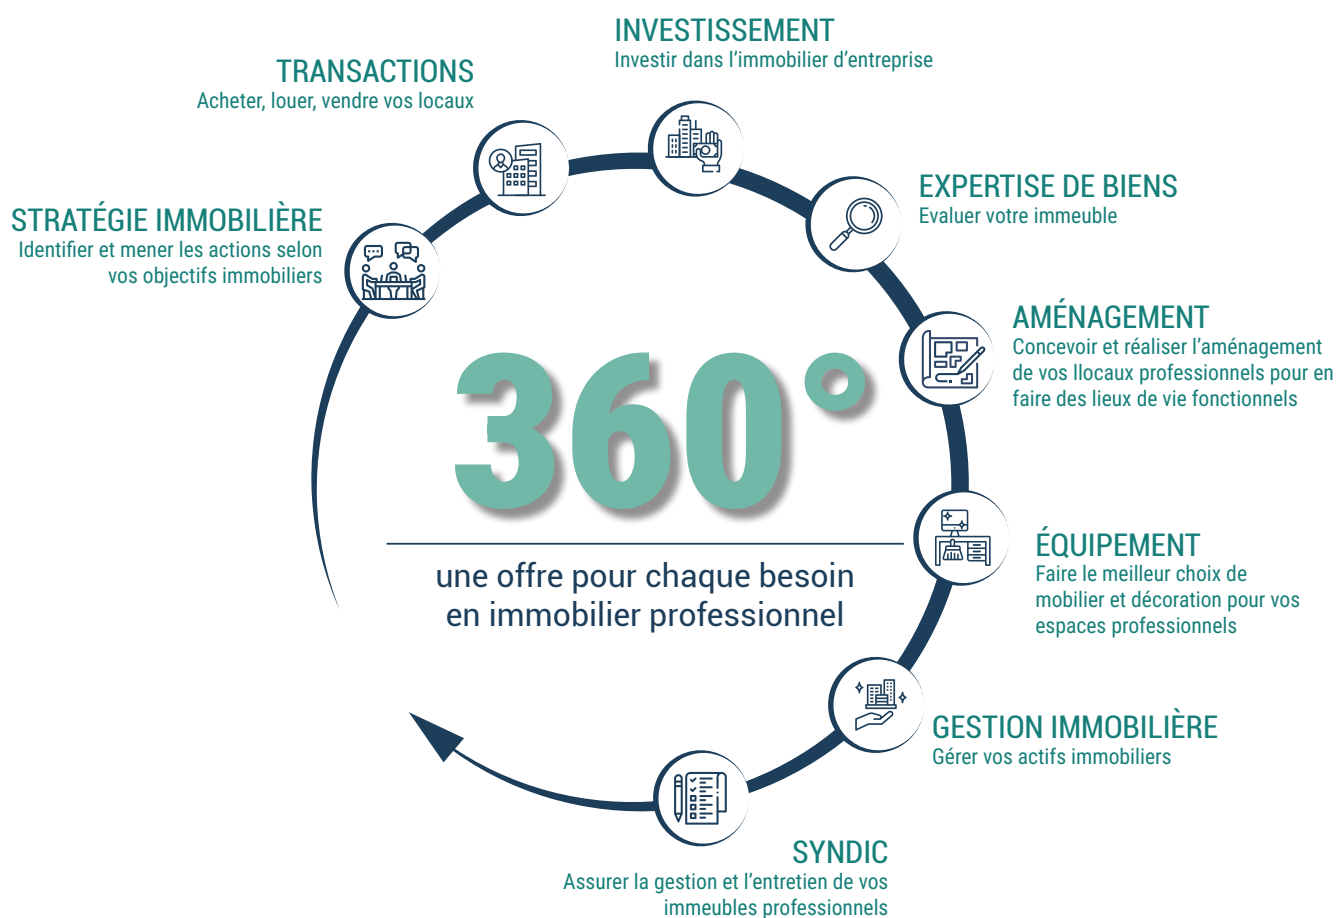 INVESTISSEMENT
Investir dans l'immobilier d'entreprise
TRANSACTIONS
Acheter, louer, vendre vos locaux
EXPERTISE DE BIENS
Evaluer votre immeuble
STRATÉGIE IMMOBILIÈRE
Identifier et mener les actions selon
vos objectifs immobiliers
AMÉNAGEMENT
Concevoir et réaliser l'aménagement
de vos llocaux professionnels pour en
faire des lieux de vie fonctionnels
360°
une offre pour chaque besoin
en immobilier professionnel
ÉQUIPEMENT
Faire le meilleur choix de
mobilier et décoration pour vos
espaces professionnels
GESTION IMMOBILIÈRE
Gérer vos actifs immobiliers
SYNDIC
Assurer la gestion et l'entretien de vos
immeubles professionnels